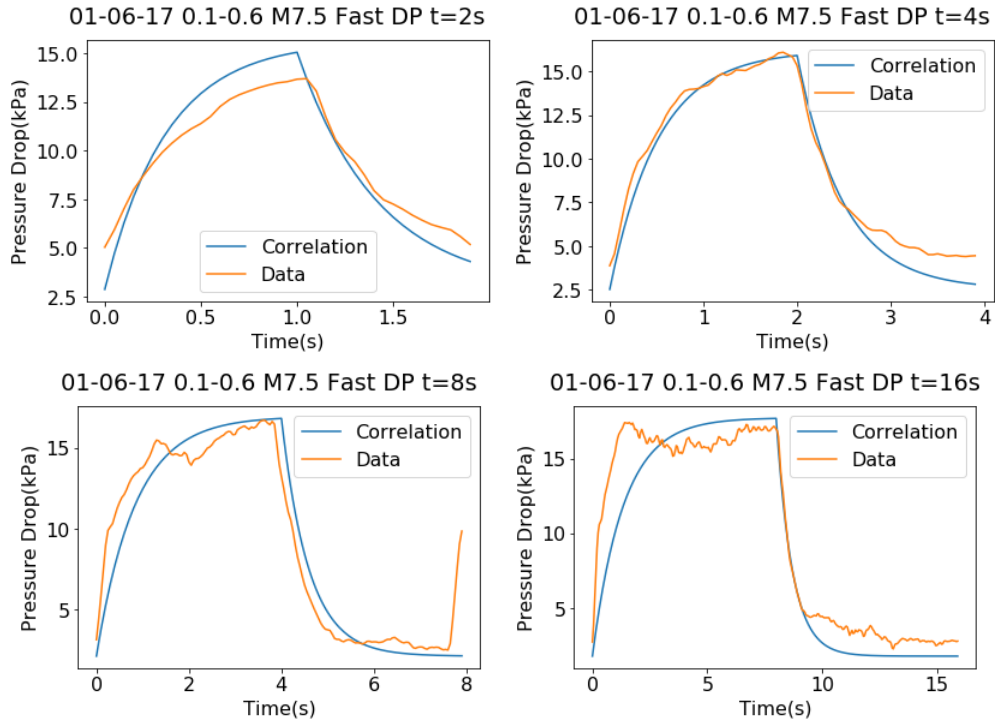 01-06-17 0.1-0.6 M7.5 Fast DP t=2s
Pressure Drop(kPa)
15.0
12.5
10.0
7.5
5.0
2.5
Correlation
Data
0.0 0.5 1.0 1.5
Time(s)
01-06-17 0.1-0.6 M7.5 Fast DP t=4s
Pressure Drop(kPa)
15.0
12.5
10.0
7.5
5.0
2.5
Correlation
Data
0 1 2 3 4
Time(s)
01-06-17 0.1-0.6 M7.5 Fast DP t=8s
Pressure Drop(kPa)
15
10
5
Correlation
Data
0 2 4 6 8
Time(s)
01-06-17 0.1-0.6 M7.5 Fast DP t=16s
Pressure Drop(kPa)
15
10
5
Correlation
Data
0 5 10 15
Time(s)